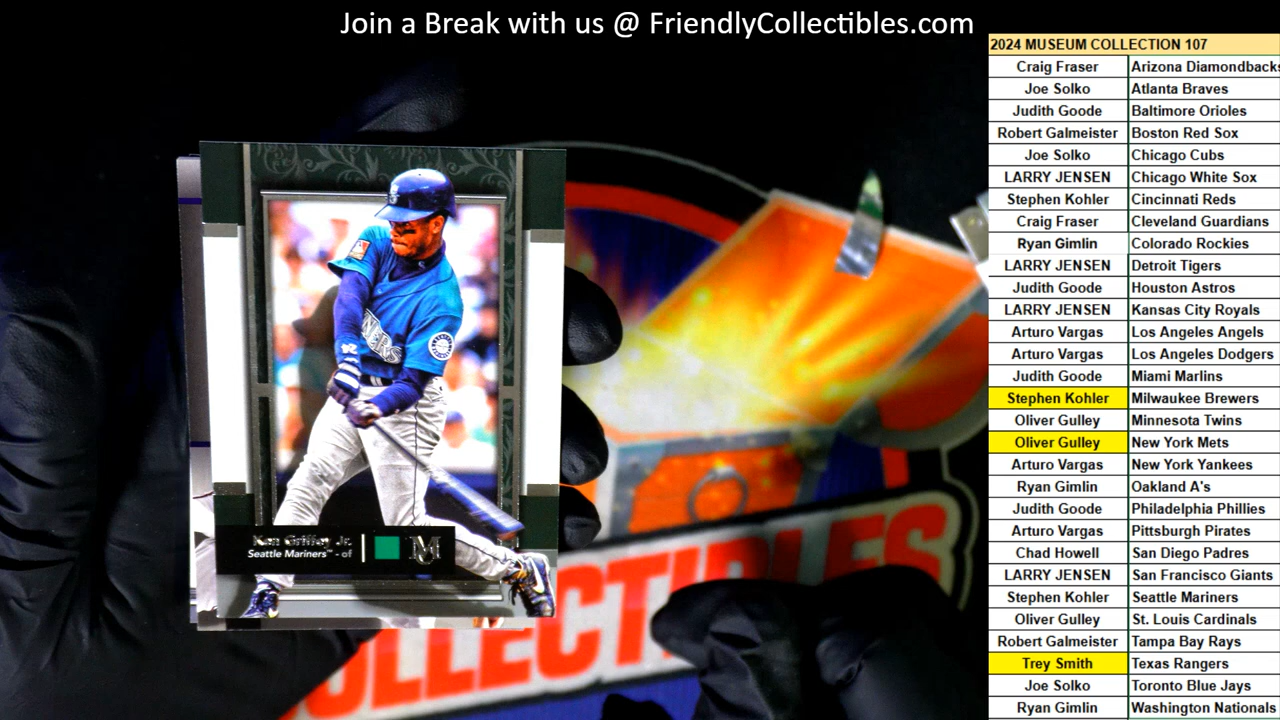 Join a Break with us @ FriendlyCollectibles.com
2024 MUSEUM COLLECTION 107
Craig Fraser Arizona Diamondbacks
Joe Solko Atlanta Braves
Judith Goode Baltimore Orioles
Robert Galmeister Boston Red Sox
Joe Solko Chicago Cubs
LARRY JENSEN Chicago White Sox
Stephen Kohler Cincinnati Reds
Craig Fraser Cleveland Guardians
Ryan Gimlin Colorado Rockies
LARRY JENSEN Detroit Tigers
Judith Goode Houston Astros
LARRY JENSEN Kansas City Royals
Arturo Vargas Los Angeles Angels
Arturo Vargas Los Angeles Dodgers
Judith Goode Miami Marlins
Stephen Kohler Milwaukee Brewers
Oliver Gulley Minnesota Twins
Oliver Gulley New York Mets
Arturo Vargas New York Yankees
Ryan Gimlin Oakland A's
Judith Goode Philadelphia Phillies
Arturo Vargas Pittsburgh Pirates
Chad Howell San Diego Padres
LARRY JENSEN San Francisco Giants
Stephen Kohler Seattle Mariners
Oliver Gulley St. Louis Cardinals
Robert Galmeister Tampa Bay Rays
Trey Smith Texas Rangers
Joe Solko Toronto Blue Jays
Ryan Gimlin Washington Nationals
Ken Griffey Jr.
Seattle Mariners™ - of
M